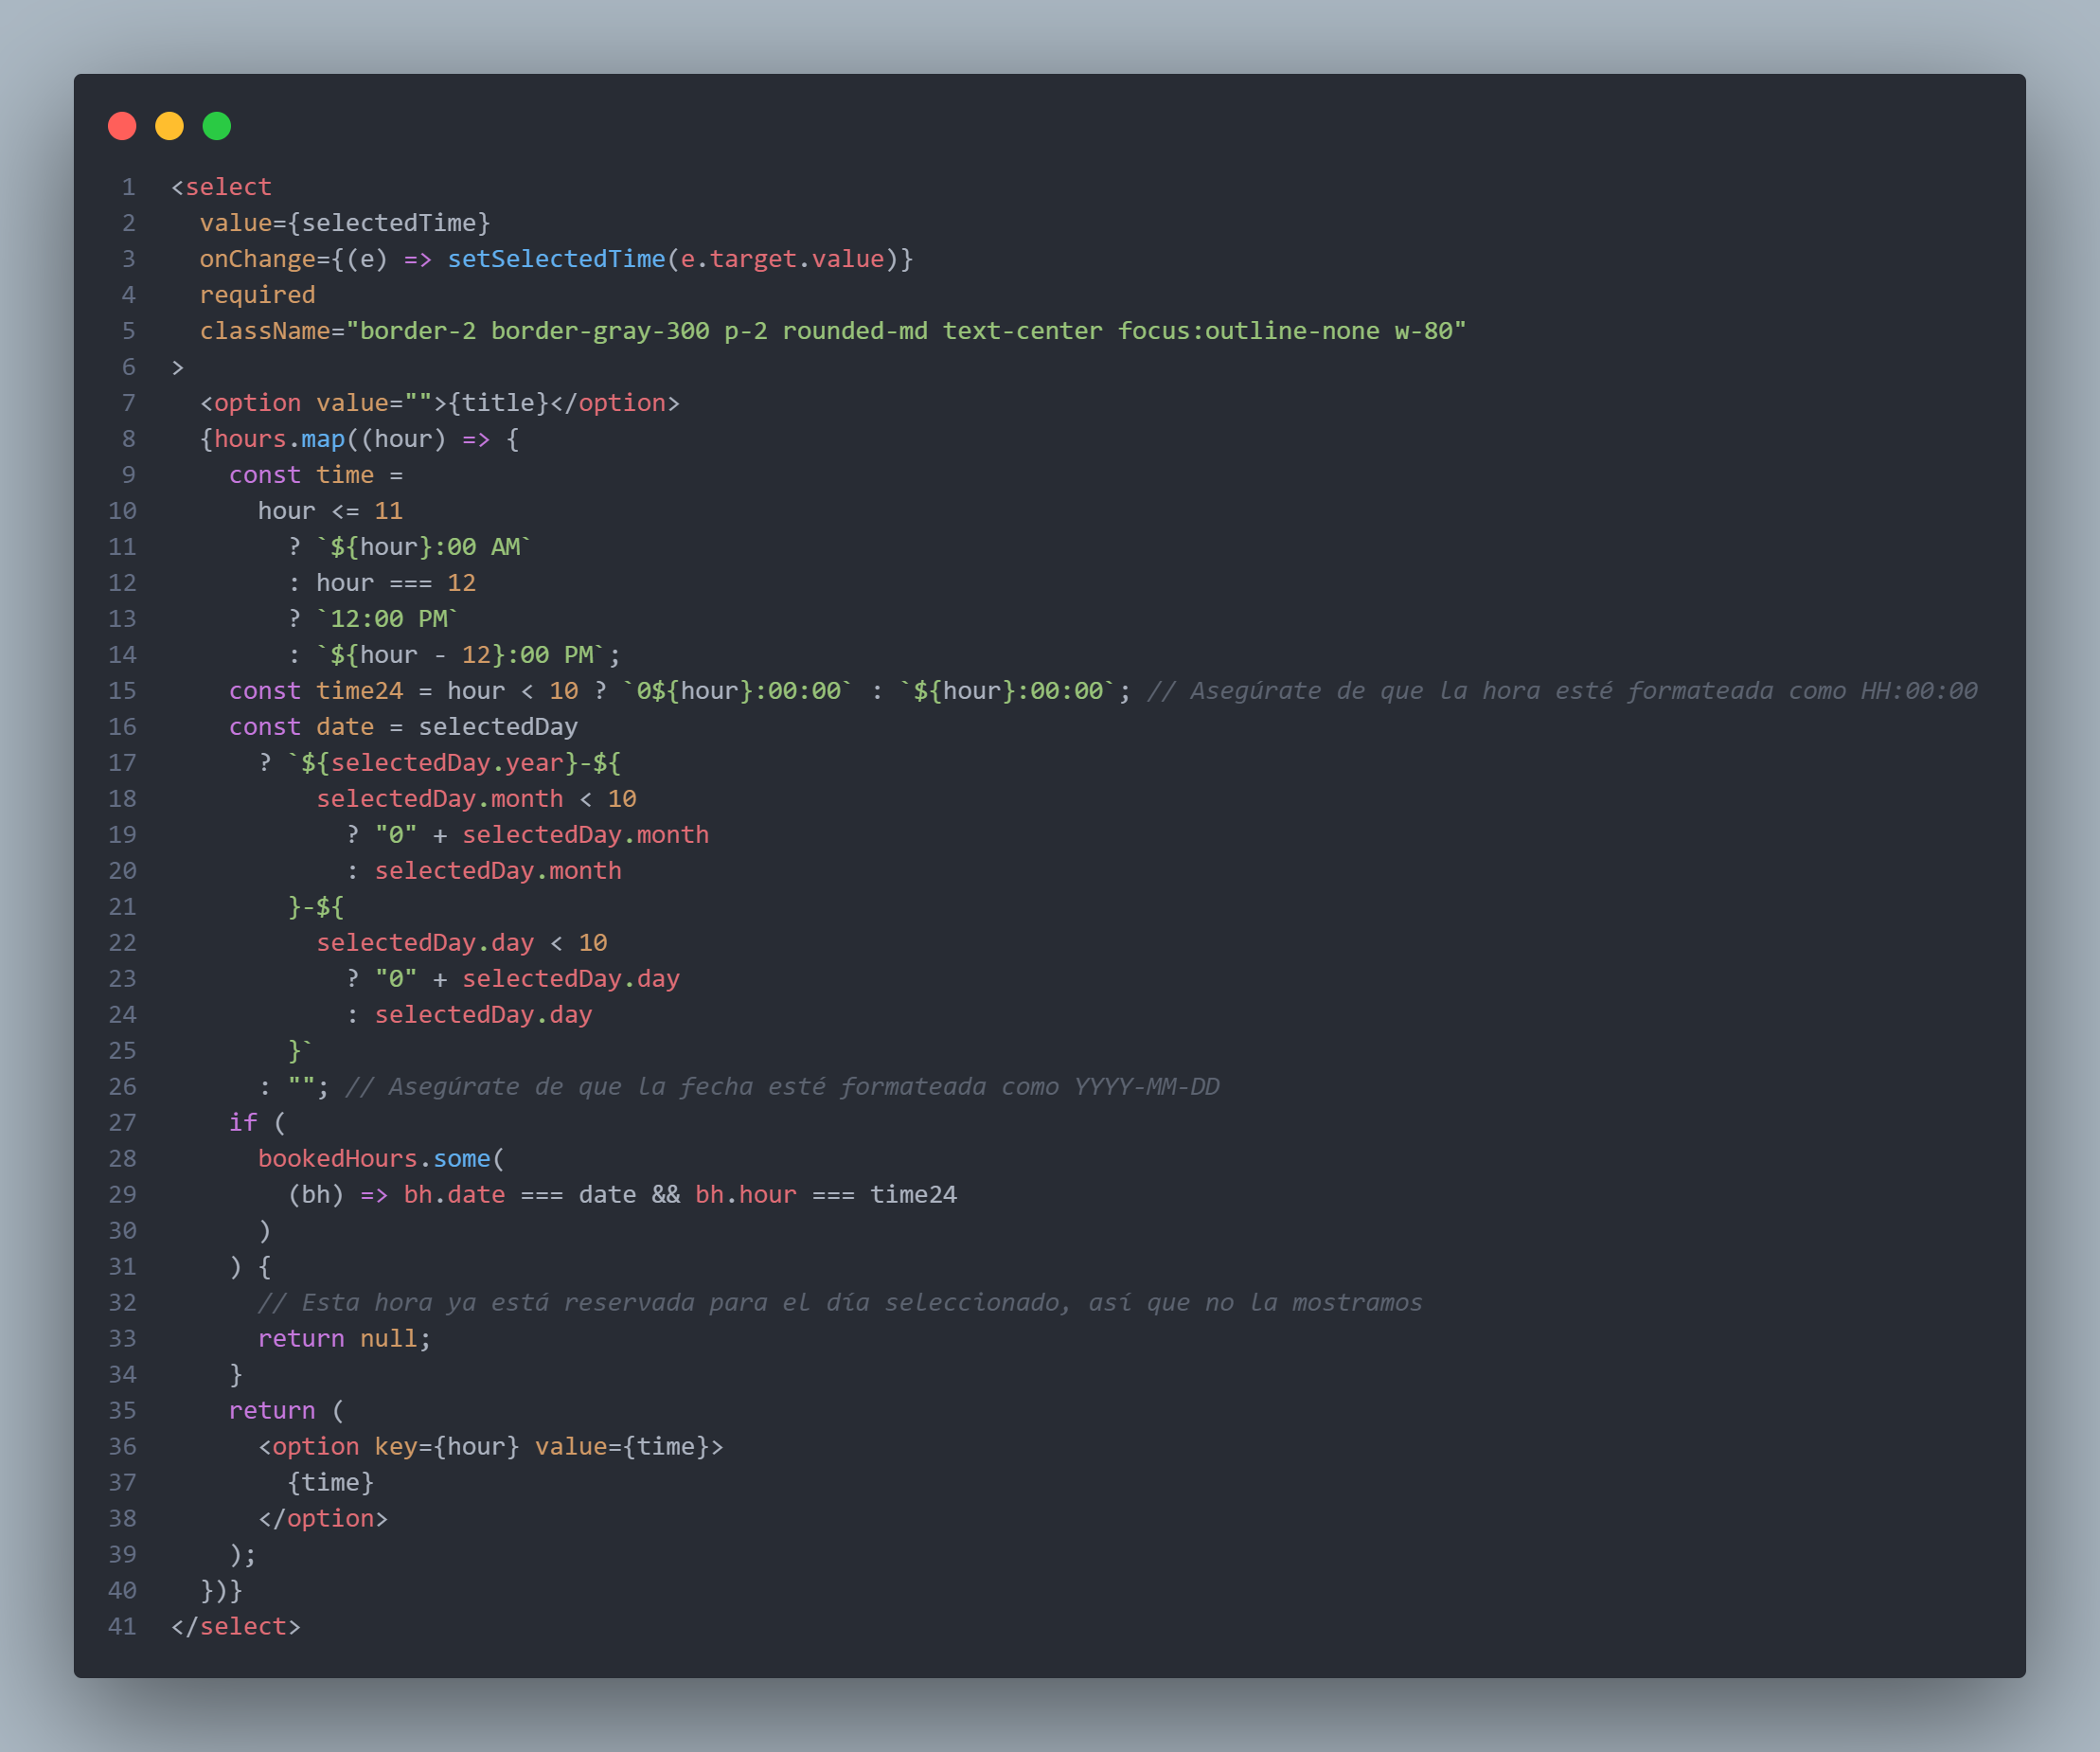 1 <select
2   value={selectedTime}
3   onChange={(e) => setSelectedTime(e.target.value)}
4   required
5   className="border-2 border-gray-300 p-2 rounded-md text-center focus:outline-none w-80"
6 >
7   <option value="">{title}</option>
8   {hours.map((hour) => {
9     const time =
10       hour <= 11
11         ? `${hour}:00 AM`
12         : hour === 12
13         ? `12:00 PM`
14         : `${hour - 12}:00 PM`;
15     const time24 = hour < 10 ? `0${hour}:00:00` : `${hour}:00:00`; // Asegúrate de que la hora esté formateada como HH:00:00
16     const date = selectedDay
17       ? `${selectedDay.year}-${
18           selectedDay.month < 10
19             ? "0" + selectedDay.month
20             : selectedDay.month
21         }-${
22           selectedDay.day < 10
23             ? "0" + selectedDay.day
24             : selectedDay.day
25         }`
26       : ""; // Asegúrate de que la fecha esté formateada como YYYY-MM-DD
27     if (
28       bookedHours.some(
29         (bh) => bh.date === date && bh.hour === time24
30       )
31     ) {
32       // Esta hora ya está reservada para el día seleccionado, así que no la mostramos
33       return null;
34     }
35     return (
36       <option key={hour} value={time}>
37         {time}
38       </option>
39     );
40   })}
41 </select>